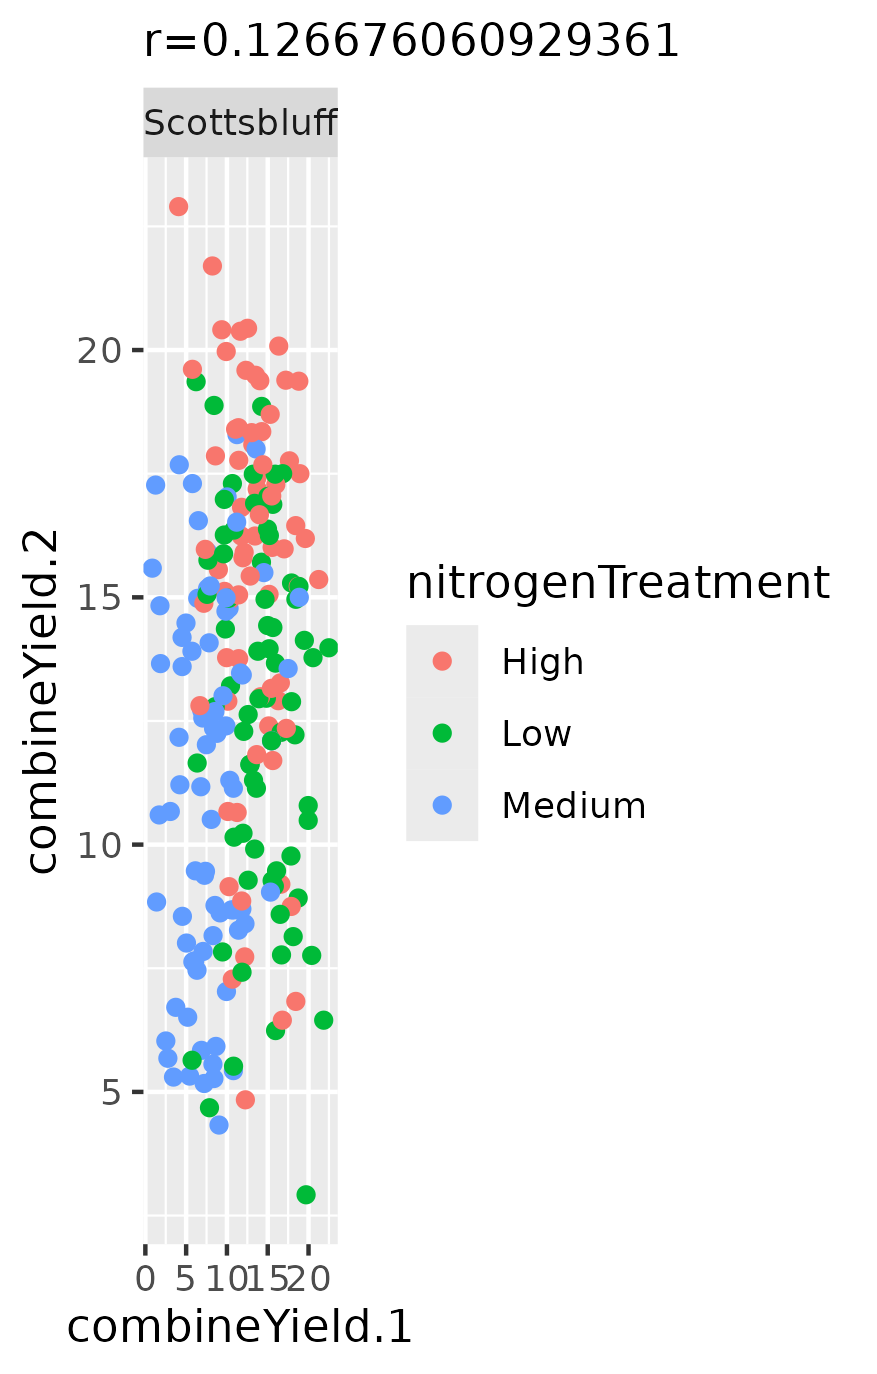 r=0.126676060929361
Scottsbluff
20
15
10
5
0 5 10 15 20
combineYield.1
combineYield.2
nitrogenTreatment
High
Low
Medium